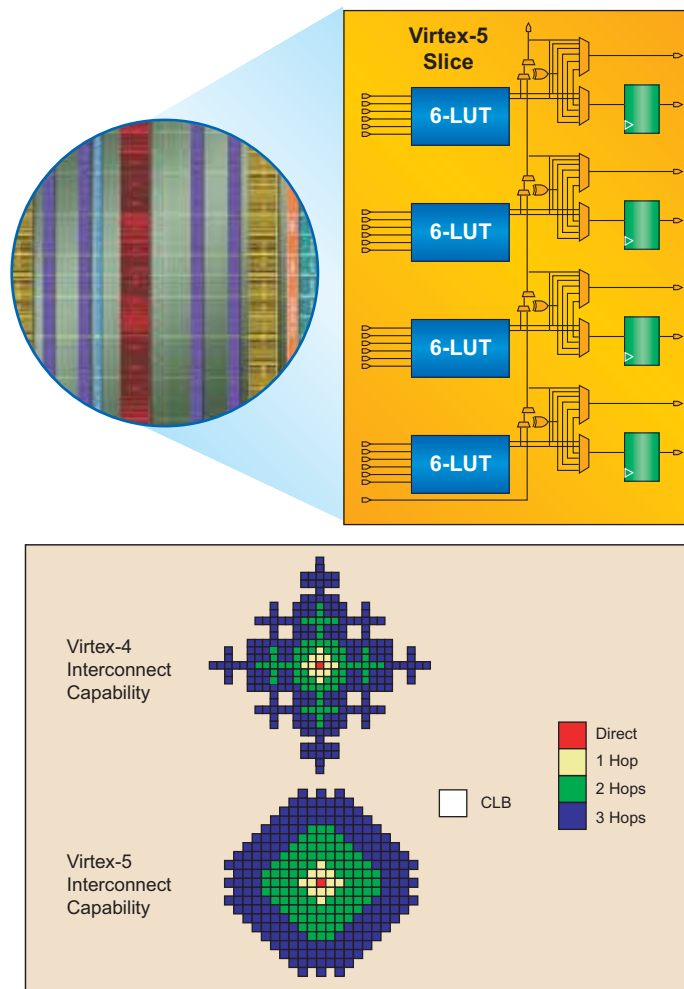 Virtex-5
Slice
6-LUT
6-LUT
6-LUT
6-LUT
Virtex-4
Interconnect
Capability
Direct
1 Hop
2 Hops
3 Hops
CLB
Virtex-5
Interconnect
Capability